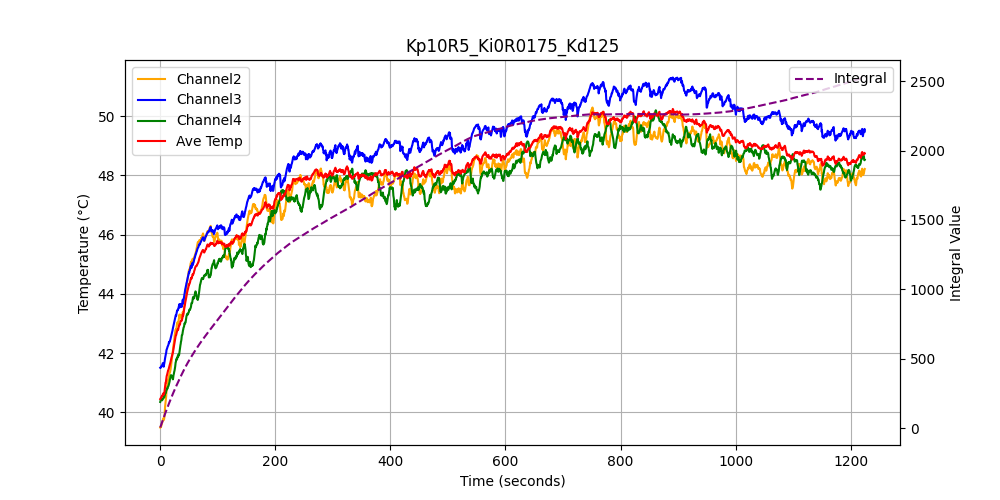 Kp10R5_Ki0R0175_Kd125
Channel2
Channel3
Channel4
Ave Temp
Integral
Temperature (°C)
50
48
46
44
42
40
Integral Value
2500
2000
1500
1000
500
0
0 200 400 600 800 1000 1200
Time (seconds)